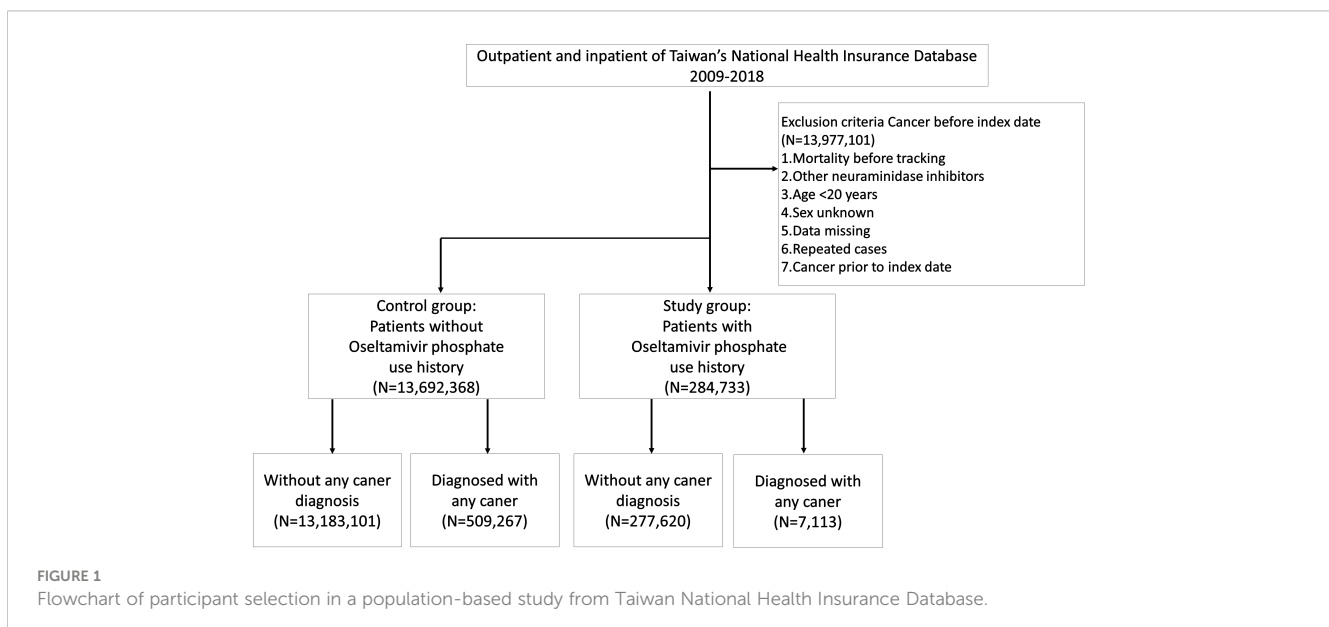 Outpatient and inpatient of Taiwan's National Health Insurance Database
2009-2018
Exclusion criteria Cancer before index date
(N=13,977,101)
1.Mortality before tracking
2.Other neuraminidase inhibitors
3.Age <20 years
4.Sex unknown
5.Data missing
6.Repeated cases
7.Cancer prior to index date
Control group:
Patients without
Oseltamivir phosphate
use history
(N=13,692,368)
Study group:
Patients with
Oseltamivir phosphate
use history
(N=284,733)
Without any caner
diagnosis
(N=13,183,101)
Diagnosed with
any caner
(N=509,267)
Without any caner
diagnosis
(N=277,620)
Diagnosed with
any caner
(N=7,113)
FIGURE 1
Flowchart of participant selection in a population-based study from Taiwan National Health Insurance Database.